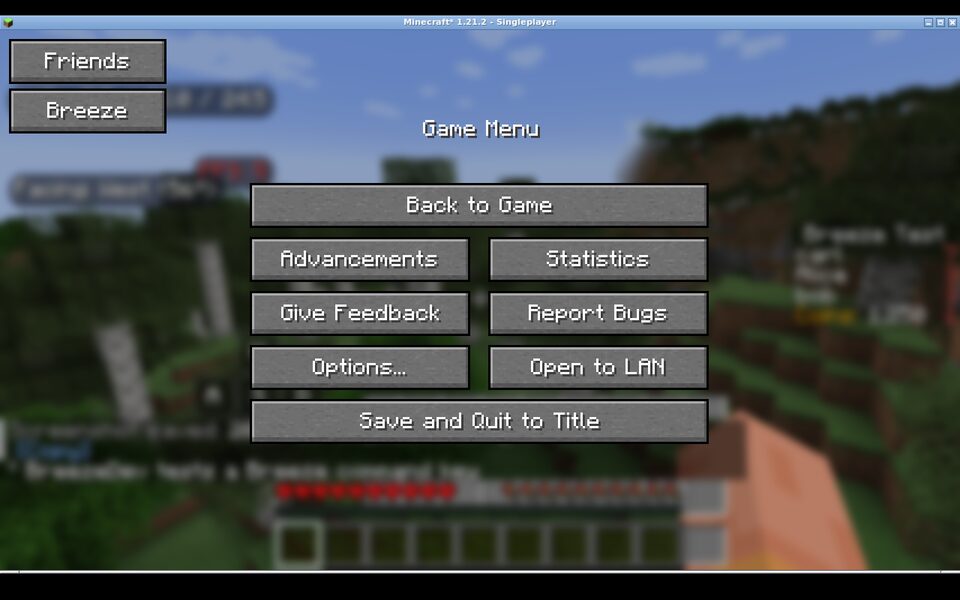 Minecraft* 1.21.2 - Singleplayer
Friends
Breeze
Game Menu
Back to Game
Advancements
Statistics
Give Feedback
Report Bugs
Options...
Open to LAN
Save and Quit to Title